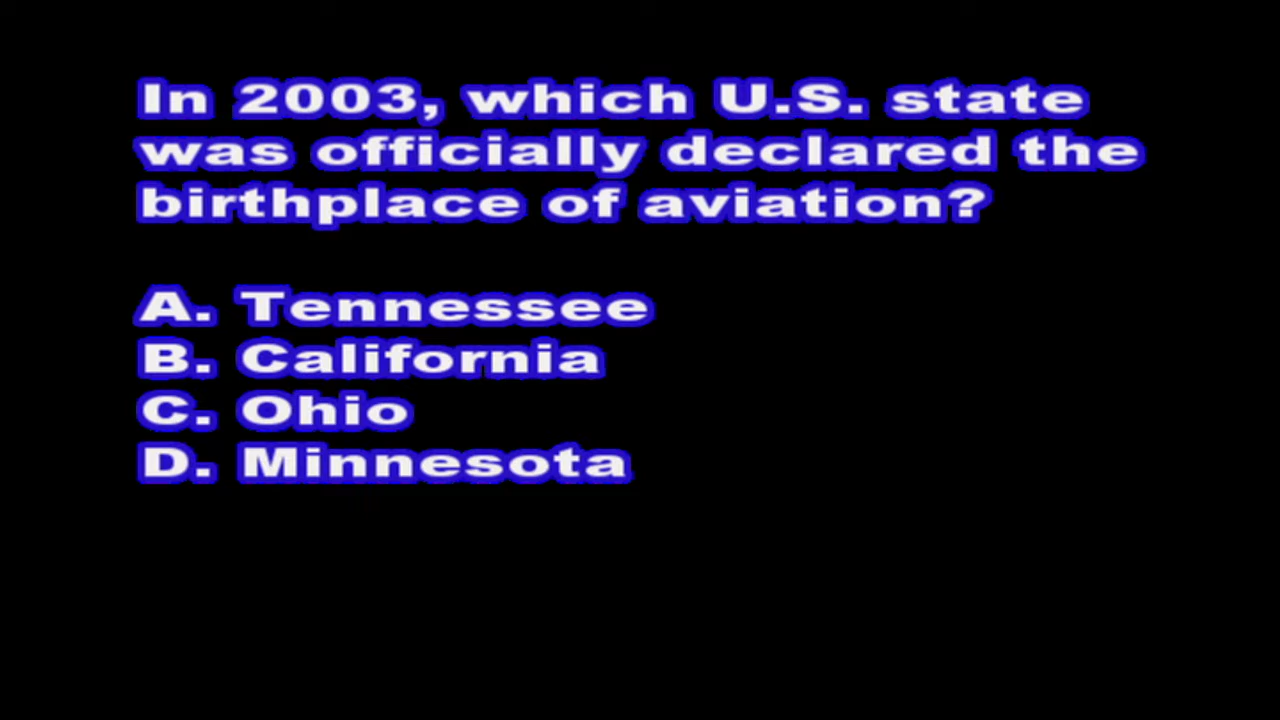 In 2003, which U.S. state
was officially declared the
birthplace of aviation?
A. Tennessee
B. California
C. Ohio
D. Minnesota